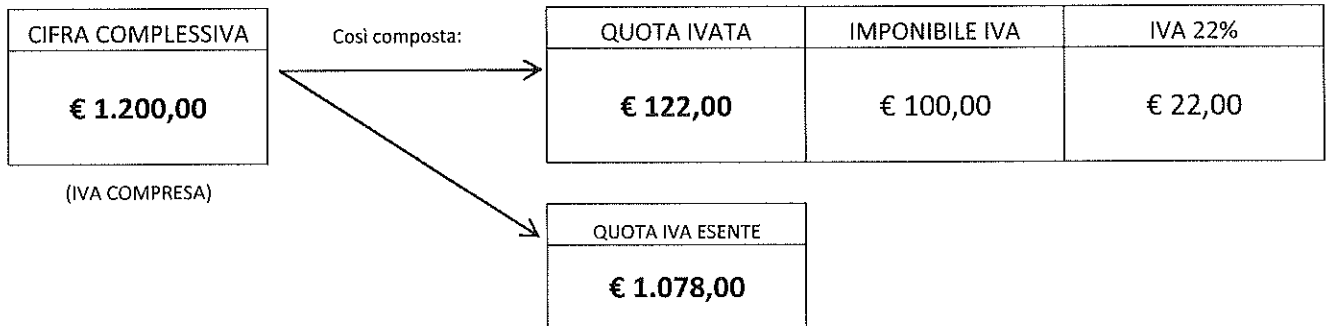 CIFRA COMPLESSIVA
Così composta:
QUOTA IVATA
IMPONIBILE IVA
IVA 22%
€ 1.200,00
€ 122,00
€ 100,00
€ 22,00
(IVA COMPRESA)
QUOTA IVA ESENTE
€ 1.078,00